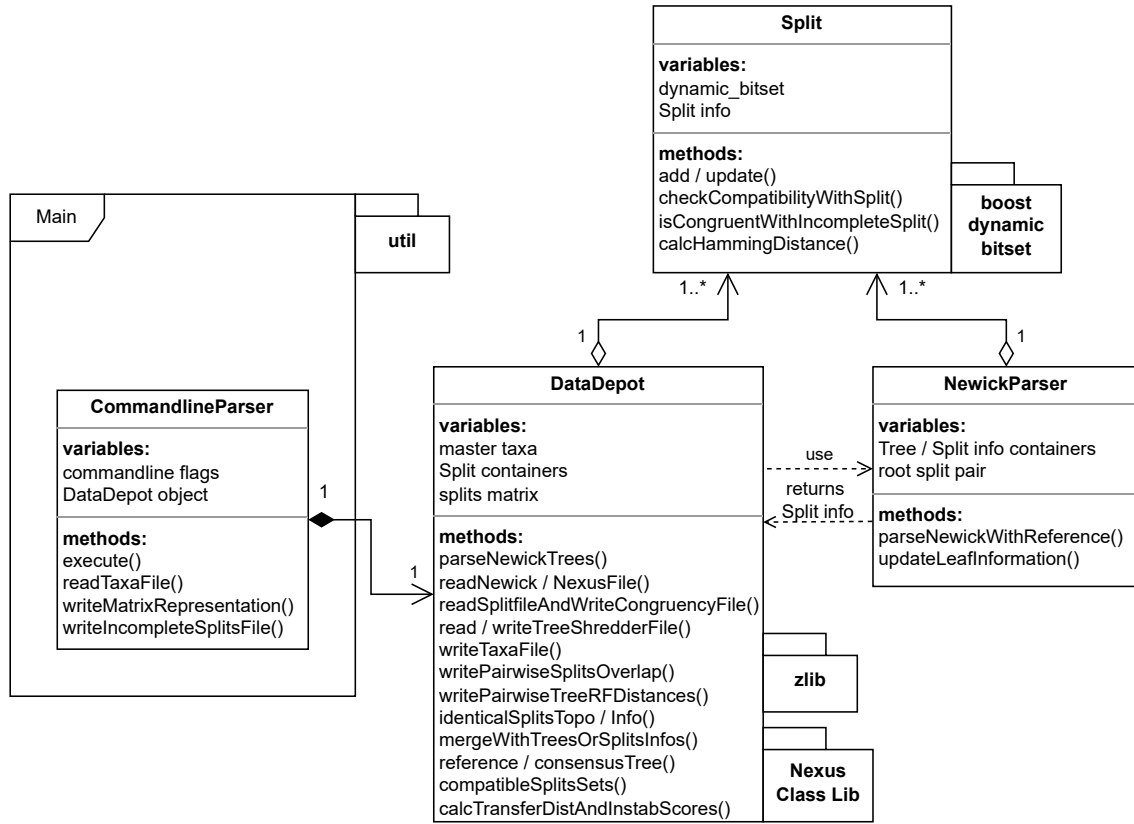 Split
variables:
dynamic_bitset
Split info
methods:
add / update()
checkCompatibilityWithSplit()
isCongruentWithIncompleteSplit()
calcHammingDistance()
boost
dynamic
bitset
Main
util
1..*
1..*
1
1
CommandlineParser
variables:
commandline flags
DataDepot object
methods:
execute()
readTaxaFile()
writeMatrixRepresentation()
writeIncompleteSplitsFile()
1
1
DataDepot
variables:
master taxa
Split containers
splits matrix
methods:
parseNewickTrees()
readNewick / NexusFile()
readSplitfileAndWriteCongruencyFile()
read / writeTreeShredderFile()
writeTaxaFile()
writePairwiseSplitsOverlap()
writePairwiseTreeRFDistances()
identicalSplitsTopo / Info()
mergeWithTreesOrSplitsInfos()
reference / consensusTree()
compatibleSplitsSets()
calcTransferDistAndInstabScores()
use
returns
Split info
NewickParser
variables:
Tree / Split info containers
root split pair
methods:
parseNewickWithReference()
updateLeafInformation()
zlib
Nexus
Class Lib